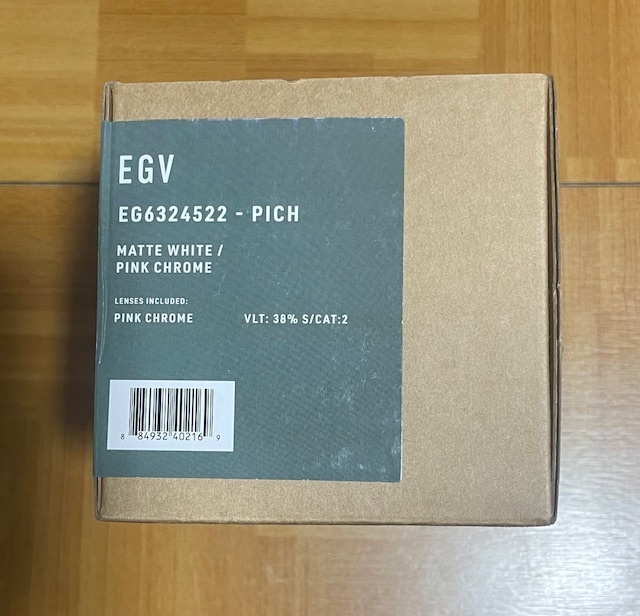 EGV
EG6324522 - PICH
MATTE WHITE /
PINK CHROME
LENSES INCLUDED:
PINK CHROME VLT: 38% S/CAT:2
8 84932 40216 9